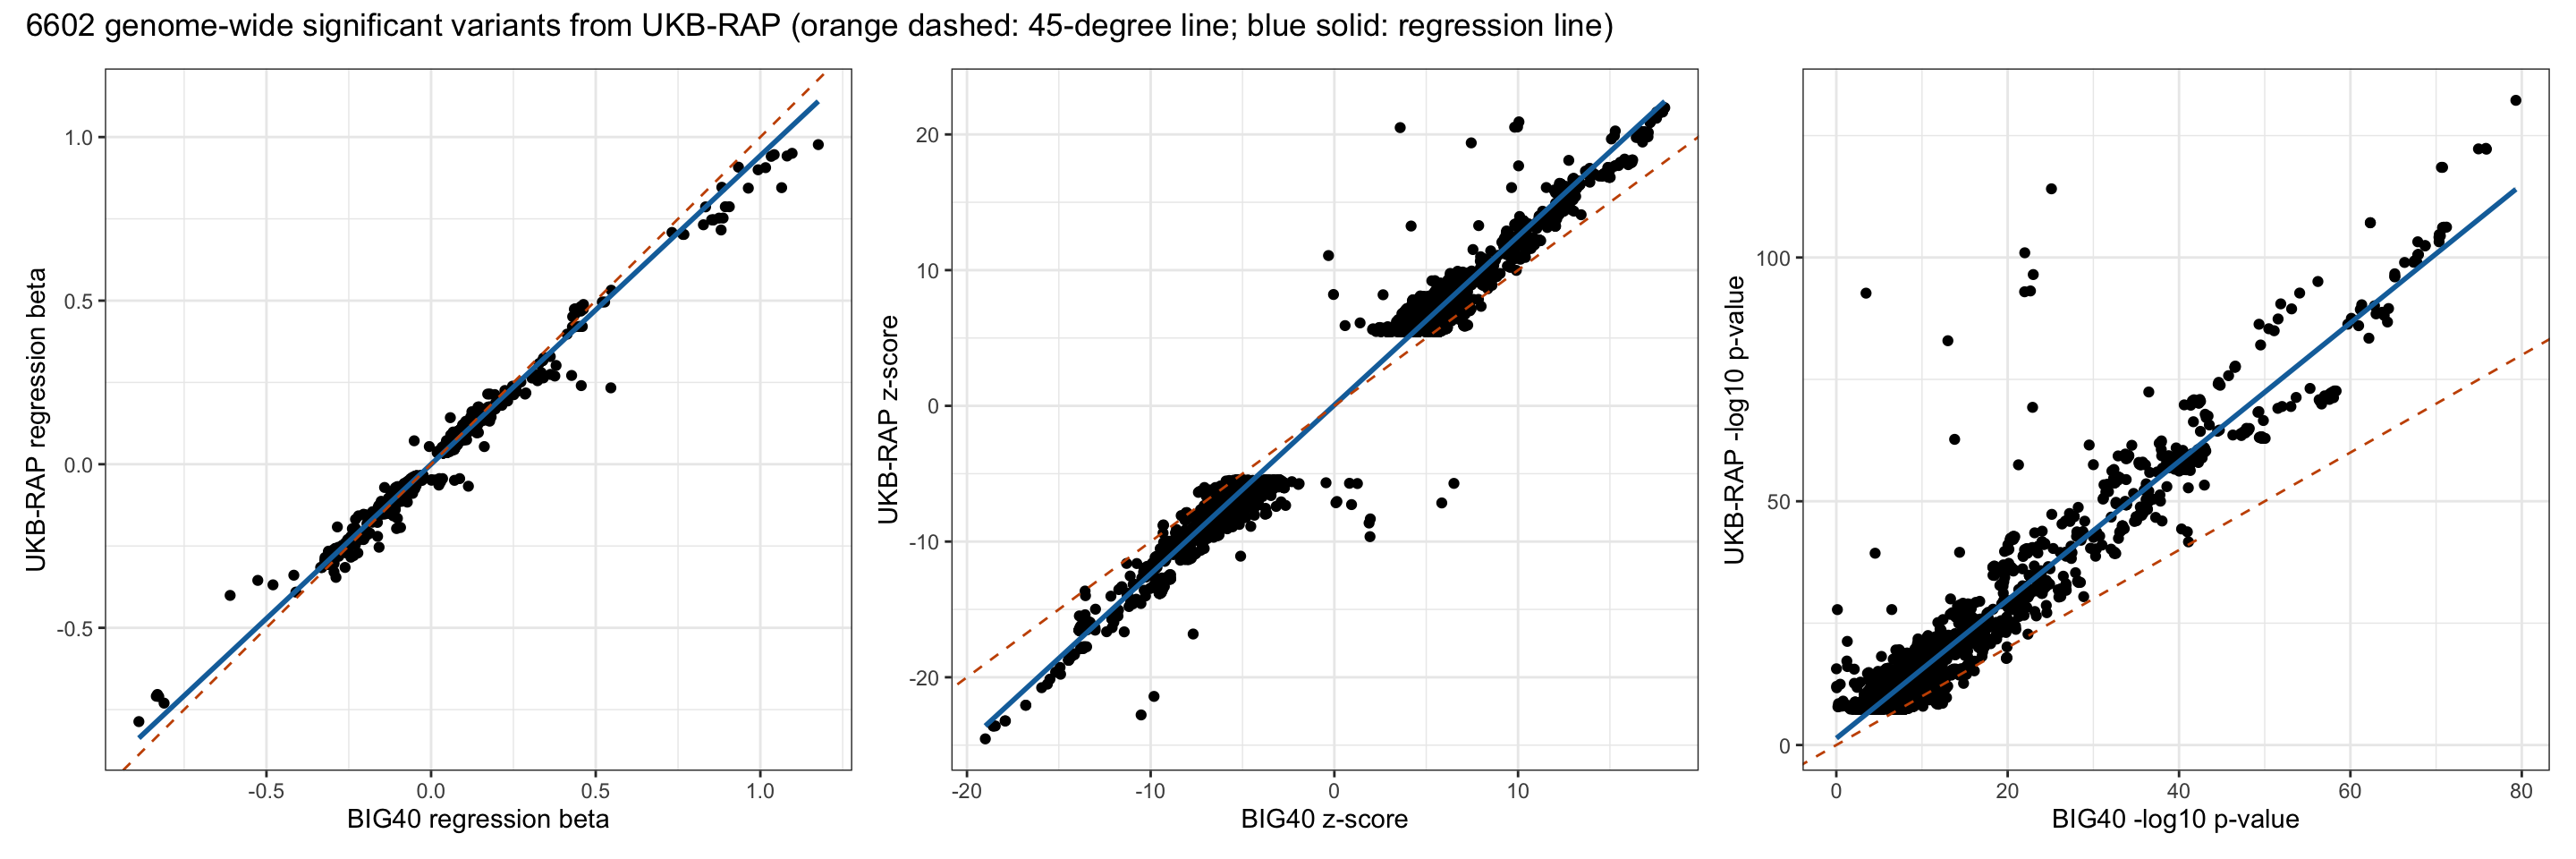 6602 genome-wide significant variants from UKB-RAP (orange dashed: 45-degree line; blue solid: regression line)
UKB-RAP regression beta
1.0
0.5
0.0
-0.5
-0.5 0.0 0.5 1.0
BIG40 regression beta
UKB-RAP z-score
20
10
0
-10
-20
-20 -10 0 10
BIG40 z-score
UKB-RAP -log10 p-value
100
50
0
0 20 40 60 80
BIG40 -log10 p-value